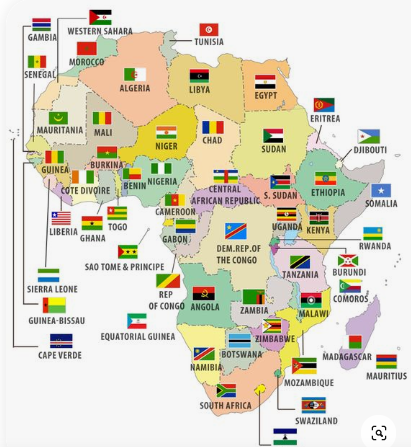 GAMBIA
WESTERN SAHARA
TUNISIA
MOROCCO
SENEGAL
ALGERIA
LIBYA
EGYPT
ERITREA
MAURITANIA
MALI
NIGER
CHAD
SUDAN
DJIBOUTI
GUINEA
BURKINA
BENIN
NIGERIA
COTE DIVOIRE
CENTRAL
AFRICAN REPUBLIC
S. SUDAN
ETHIOPIA
SOMALIA
LIBERIA
GHANA
TOGO
CAMEROON
GABON
UGANDA
KENYA
RWANDA
DEM.REP.OF
THE CONGO
SAO TOME & PRINCIPE
TANZANIA
BURUNDI
SIERRA LEONE
REP
OF CONGO
COMOROS
GUINEA-BISSAU
ANGOLA
ZAMBIA
MALAWI
EQUATORIAL GUINEA
CAPE VERDE
ZIMBABWE
BOTSWANA
MADAGASCAR
MAURITIUS
NAMIBIA
MOZAMBIQUE
SOUTH AFRICA
SWAZILAND